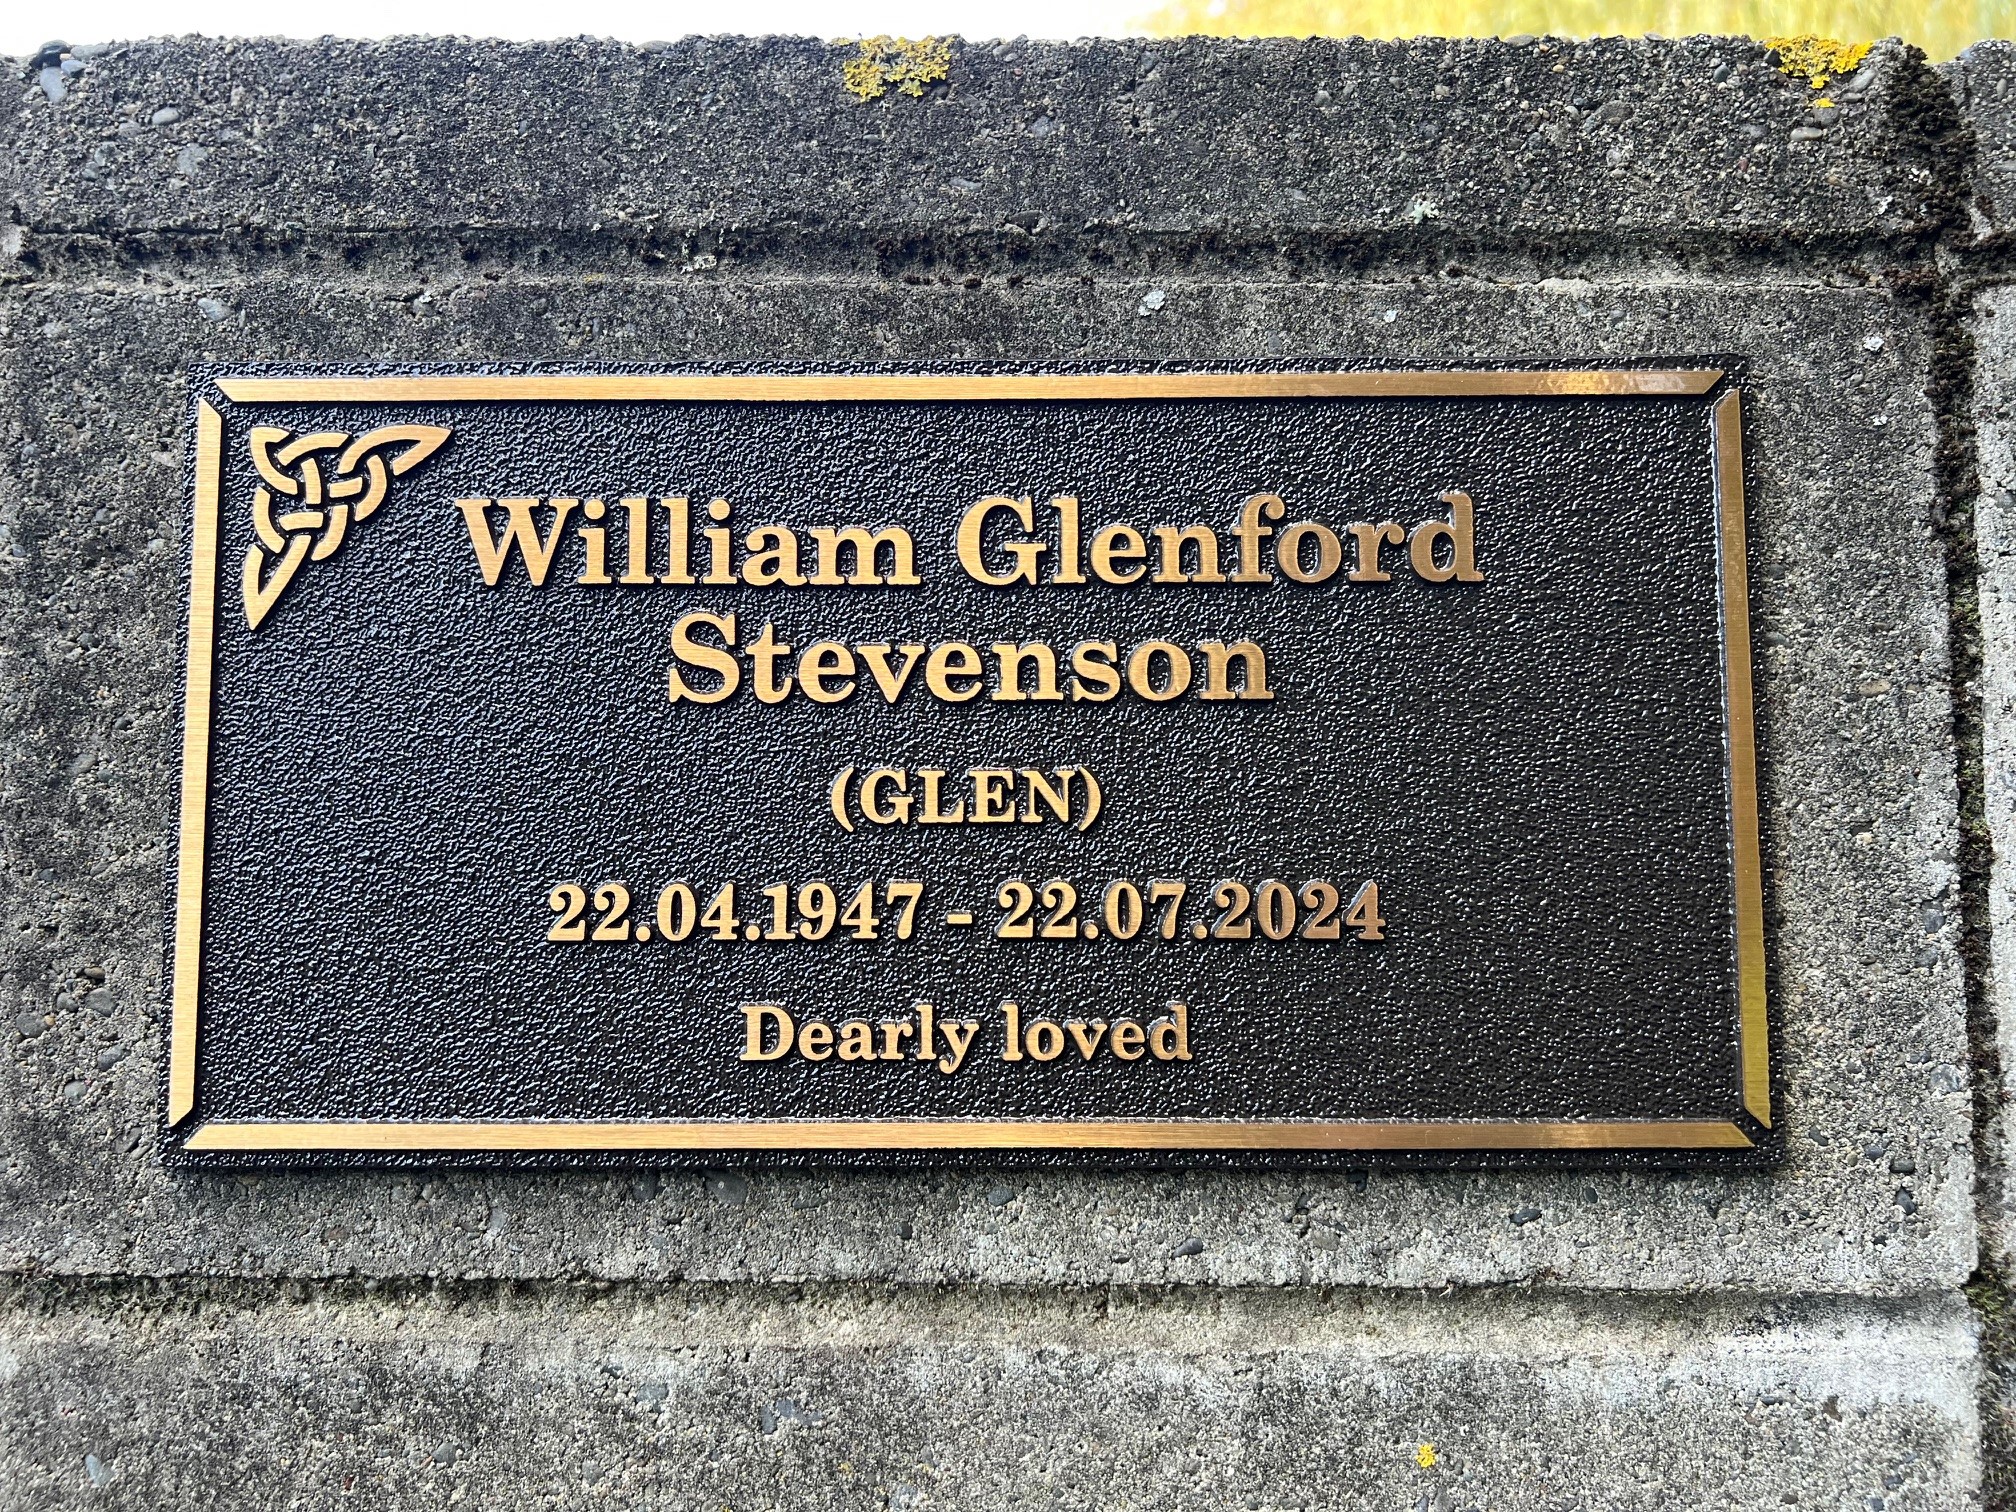 William Glenford
Stevenson
(GLEN)
22.04.1947 - 22.07.2024
Dearly loved